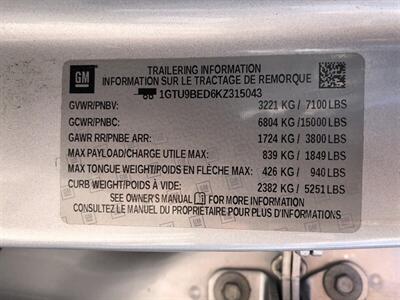 GM
TRAILERING INFORMATION
INFORMATION SUR LE TRACTAGE DE REMORQUE
1GTU9BED6KZ315043
GVWR/PNBV: 3221 KG / 7100 LBS
GCWR/PNBC: 6804 KG /15000 LBS
GAWR RR/PNBE ARR: 1724 KG / 3800 LBS
MAX PAYLOAD/CHARGE UTILE MAX: 839 KG / 1849 LBS
MAX TONGUE WEIGHT/POIDS EN FLÈCHE MAX: 426 KG / 940 LBS
CURB WEIGHT/POIDS À VIDE: 2382 KG / 5251 LBS
SEE OWNER'S MANUAL FOR MORE INFORMATION
CONSULTEZ LE MANUEL DU PROPRIETAIRE POUR PLUS D'INFORMATIONS